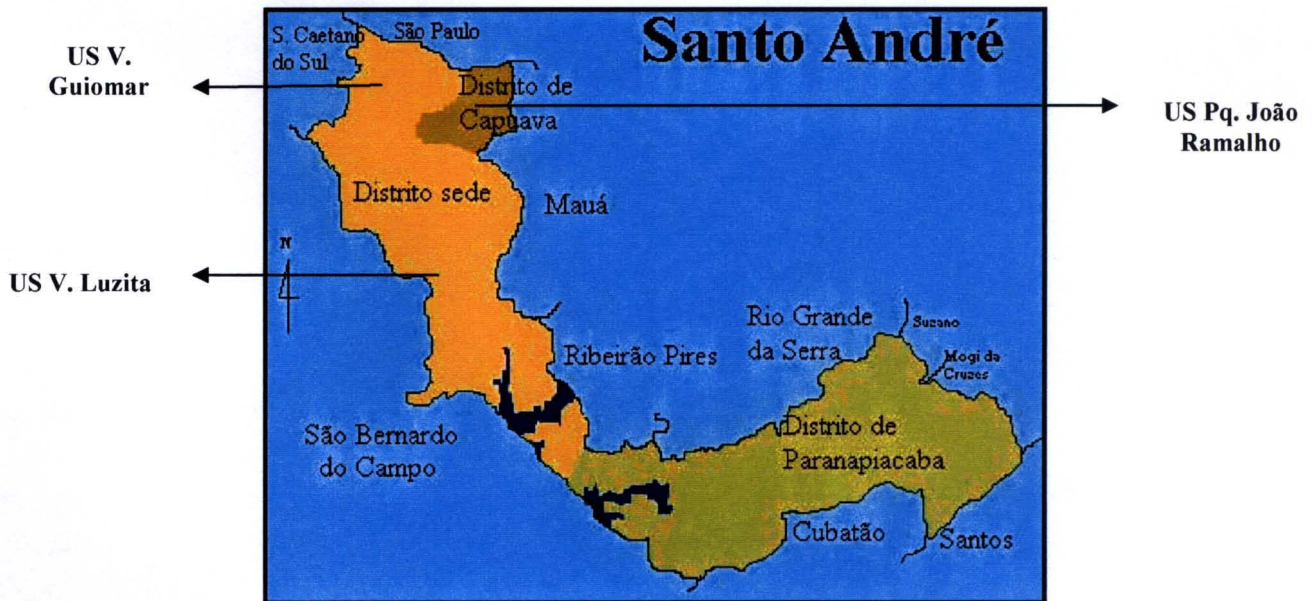 Santo André
S. Caetano
do Sul
São Paulo
US V.
Guiomar
Distrito de
Capuava
US Pq. João
Ramalho
Distrito sede
Mauá
N
US V. Luzita
Rio Grande
da Serra
Suzano
Mogi da
Cruzes
Ribeirão Pires
São Bernardo
do Campo
Distrito de
Paranapiacaba
Cubatão
Santos